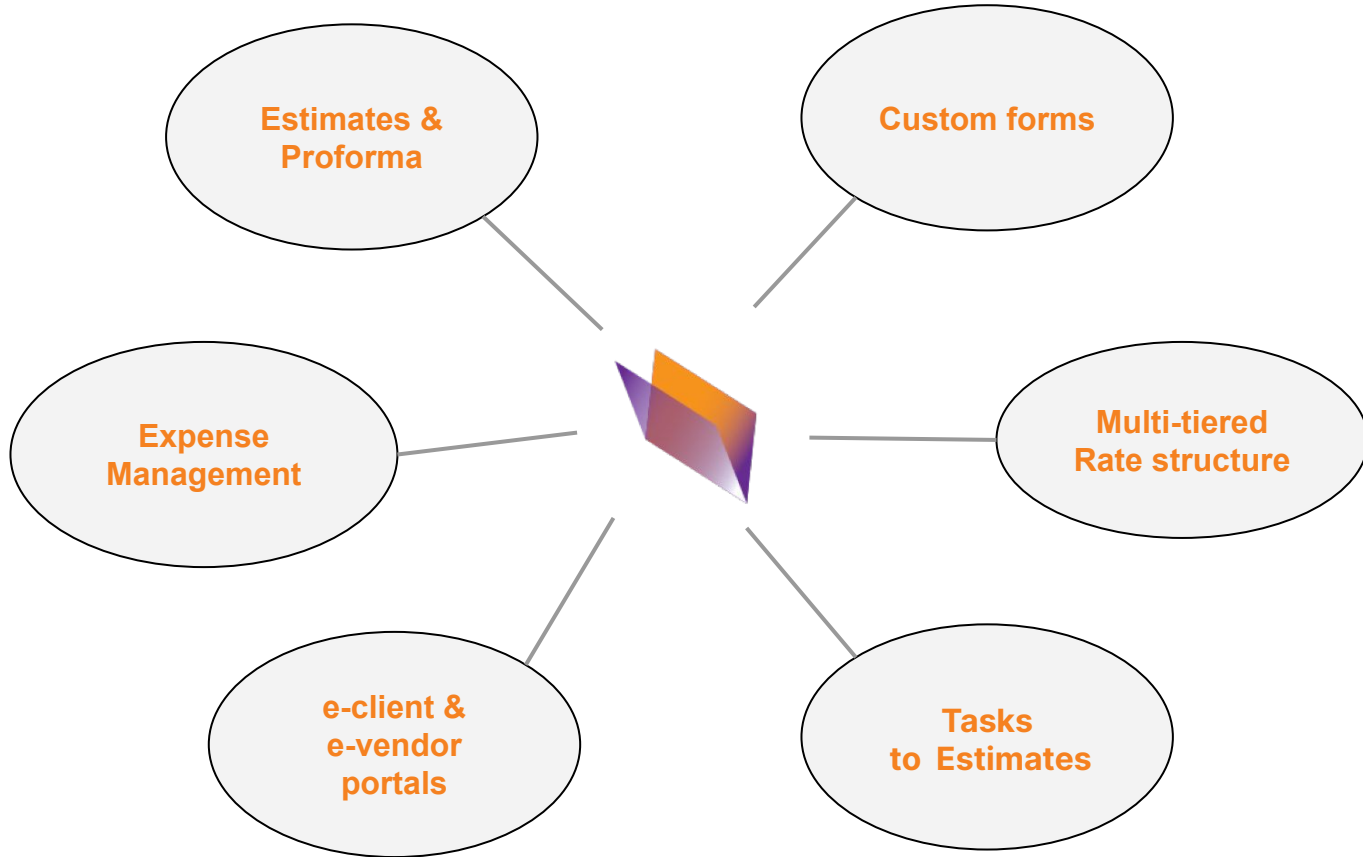 Estimates &
Proforma
Custom forms
Expense
Management
Multi-tiered
Rate structure
e-client &
e-vendor
portals
Tasks
to Estimates